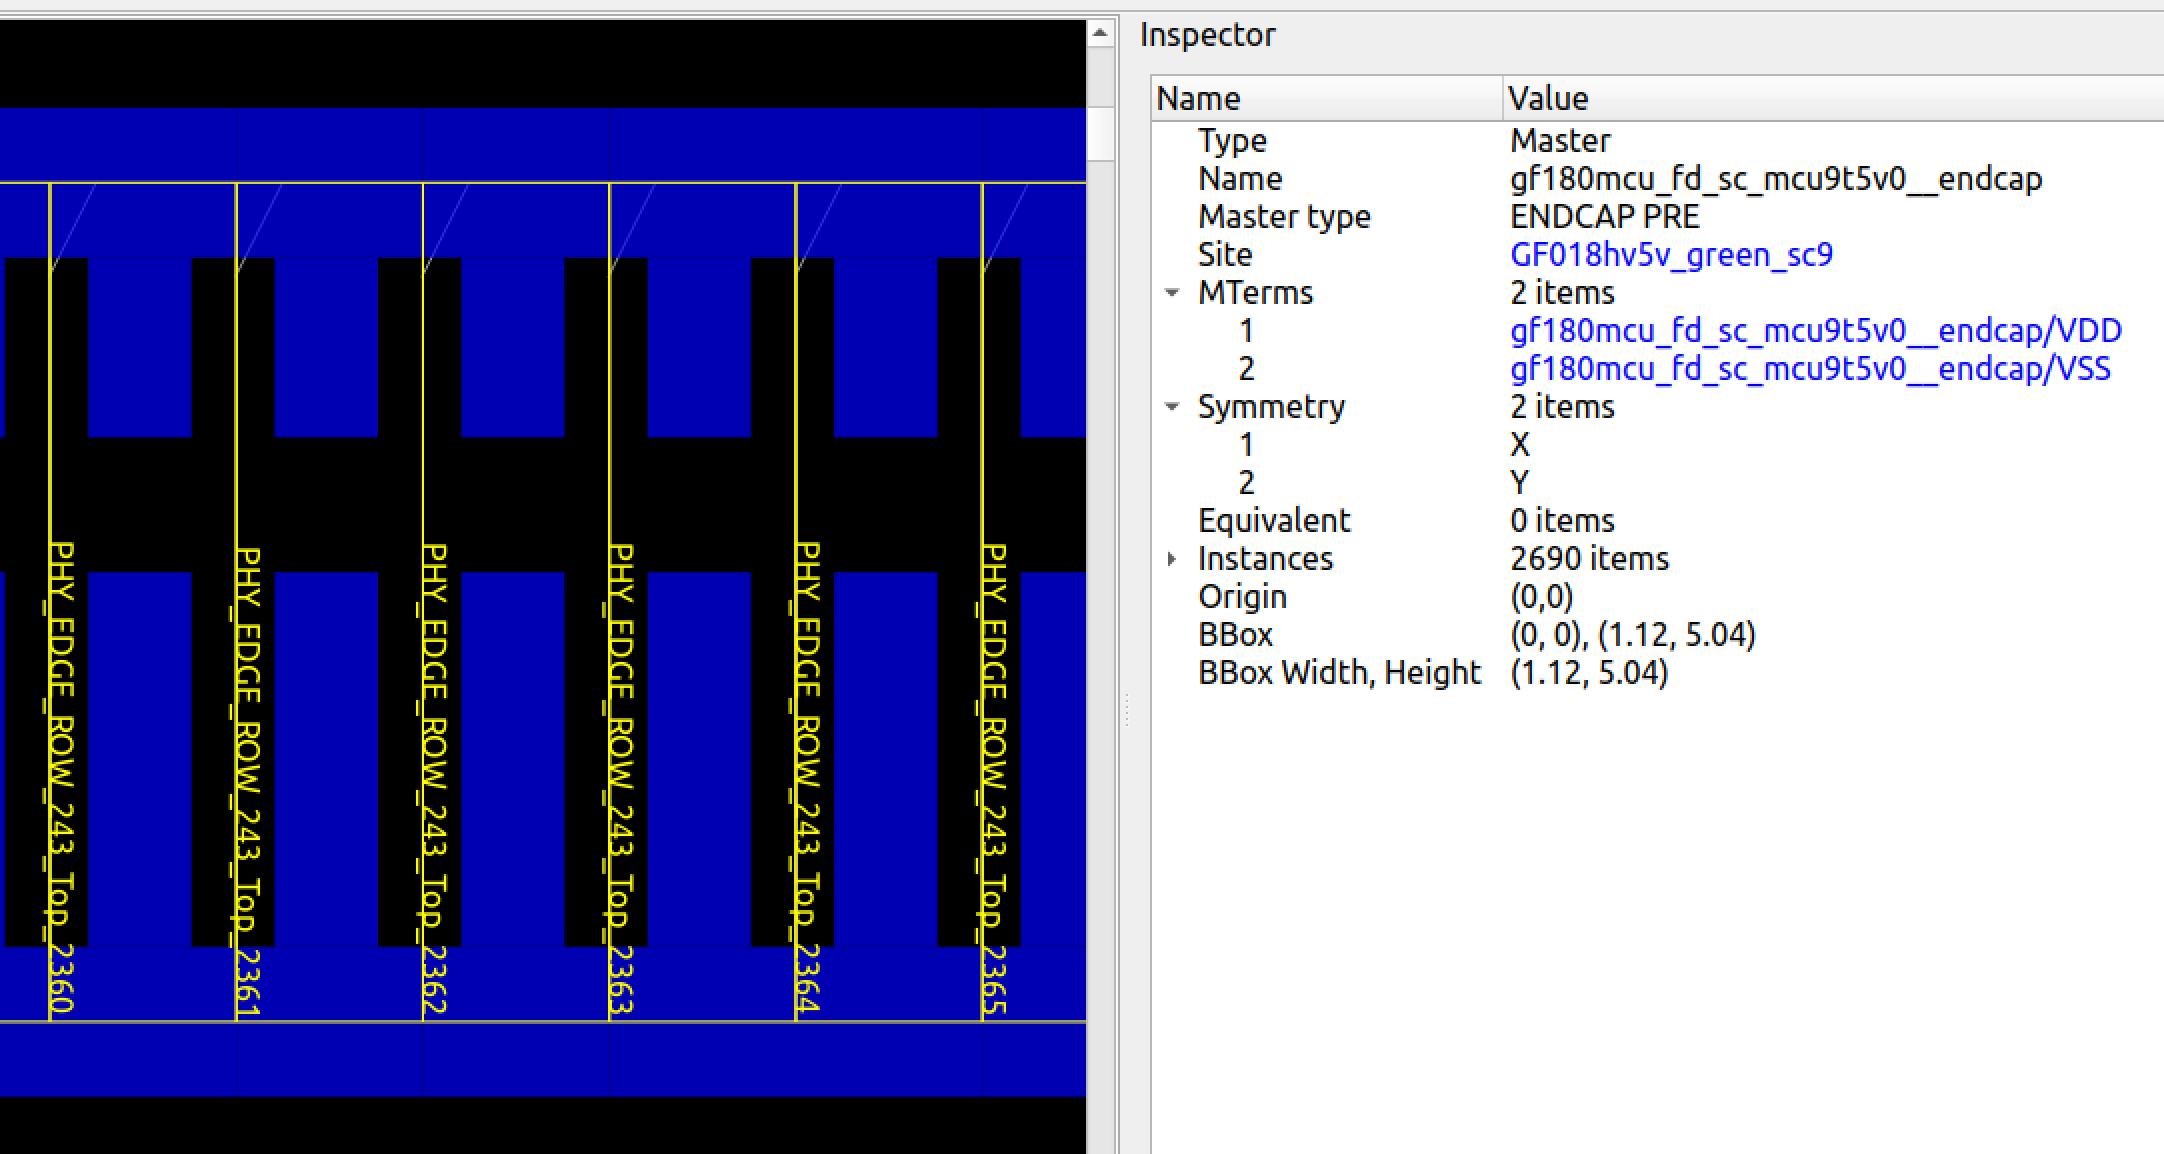 PHY_EDGE_ROW_243_Top_2360
PHY_EDGE_ROW_243_Top_2361
PHY_EDGE_ROW_243_Top_2362
PHY_EDGE_ROW_243_Top_2363
PHY_EDGE_ROW_243_Top_2364
PHY_EDGE_ROW_243_Top_2365
Inspector
Name Value
Type Master
Name gf180mcu_fd_sc_mcu9t5v0__endcap
Master type ENDCAP PRE
Site GF018hv5v_green_sc9
MTerms 2 items
1 gf180mcu_fd_sc_mcu9t5v0__endcap/VDD
2 gf180mcu_fd_sc_mcu9t5v0__endcap/VSS
Symmetry 2 items
1 X
2 Y
Equivalent 0 items
Instances 2690 items
Origin (0,0)
BBox (0, 0), (1.12, 5.04)
BBox Width, Height (1.12, 5.04)